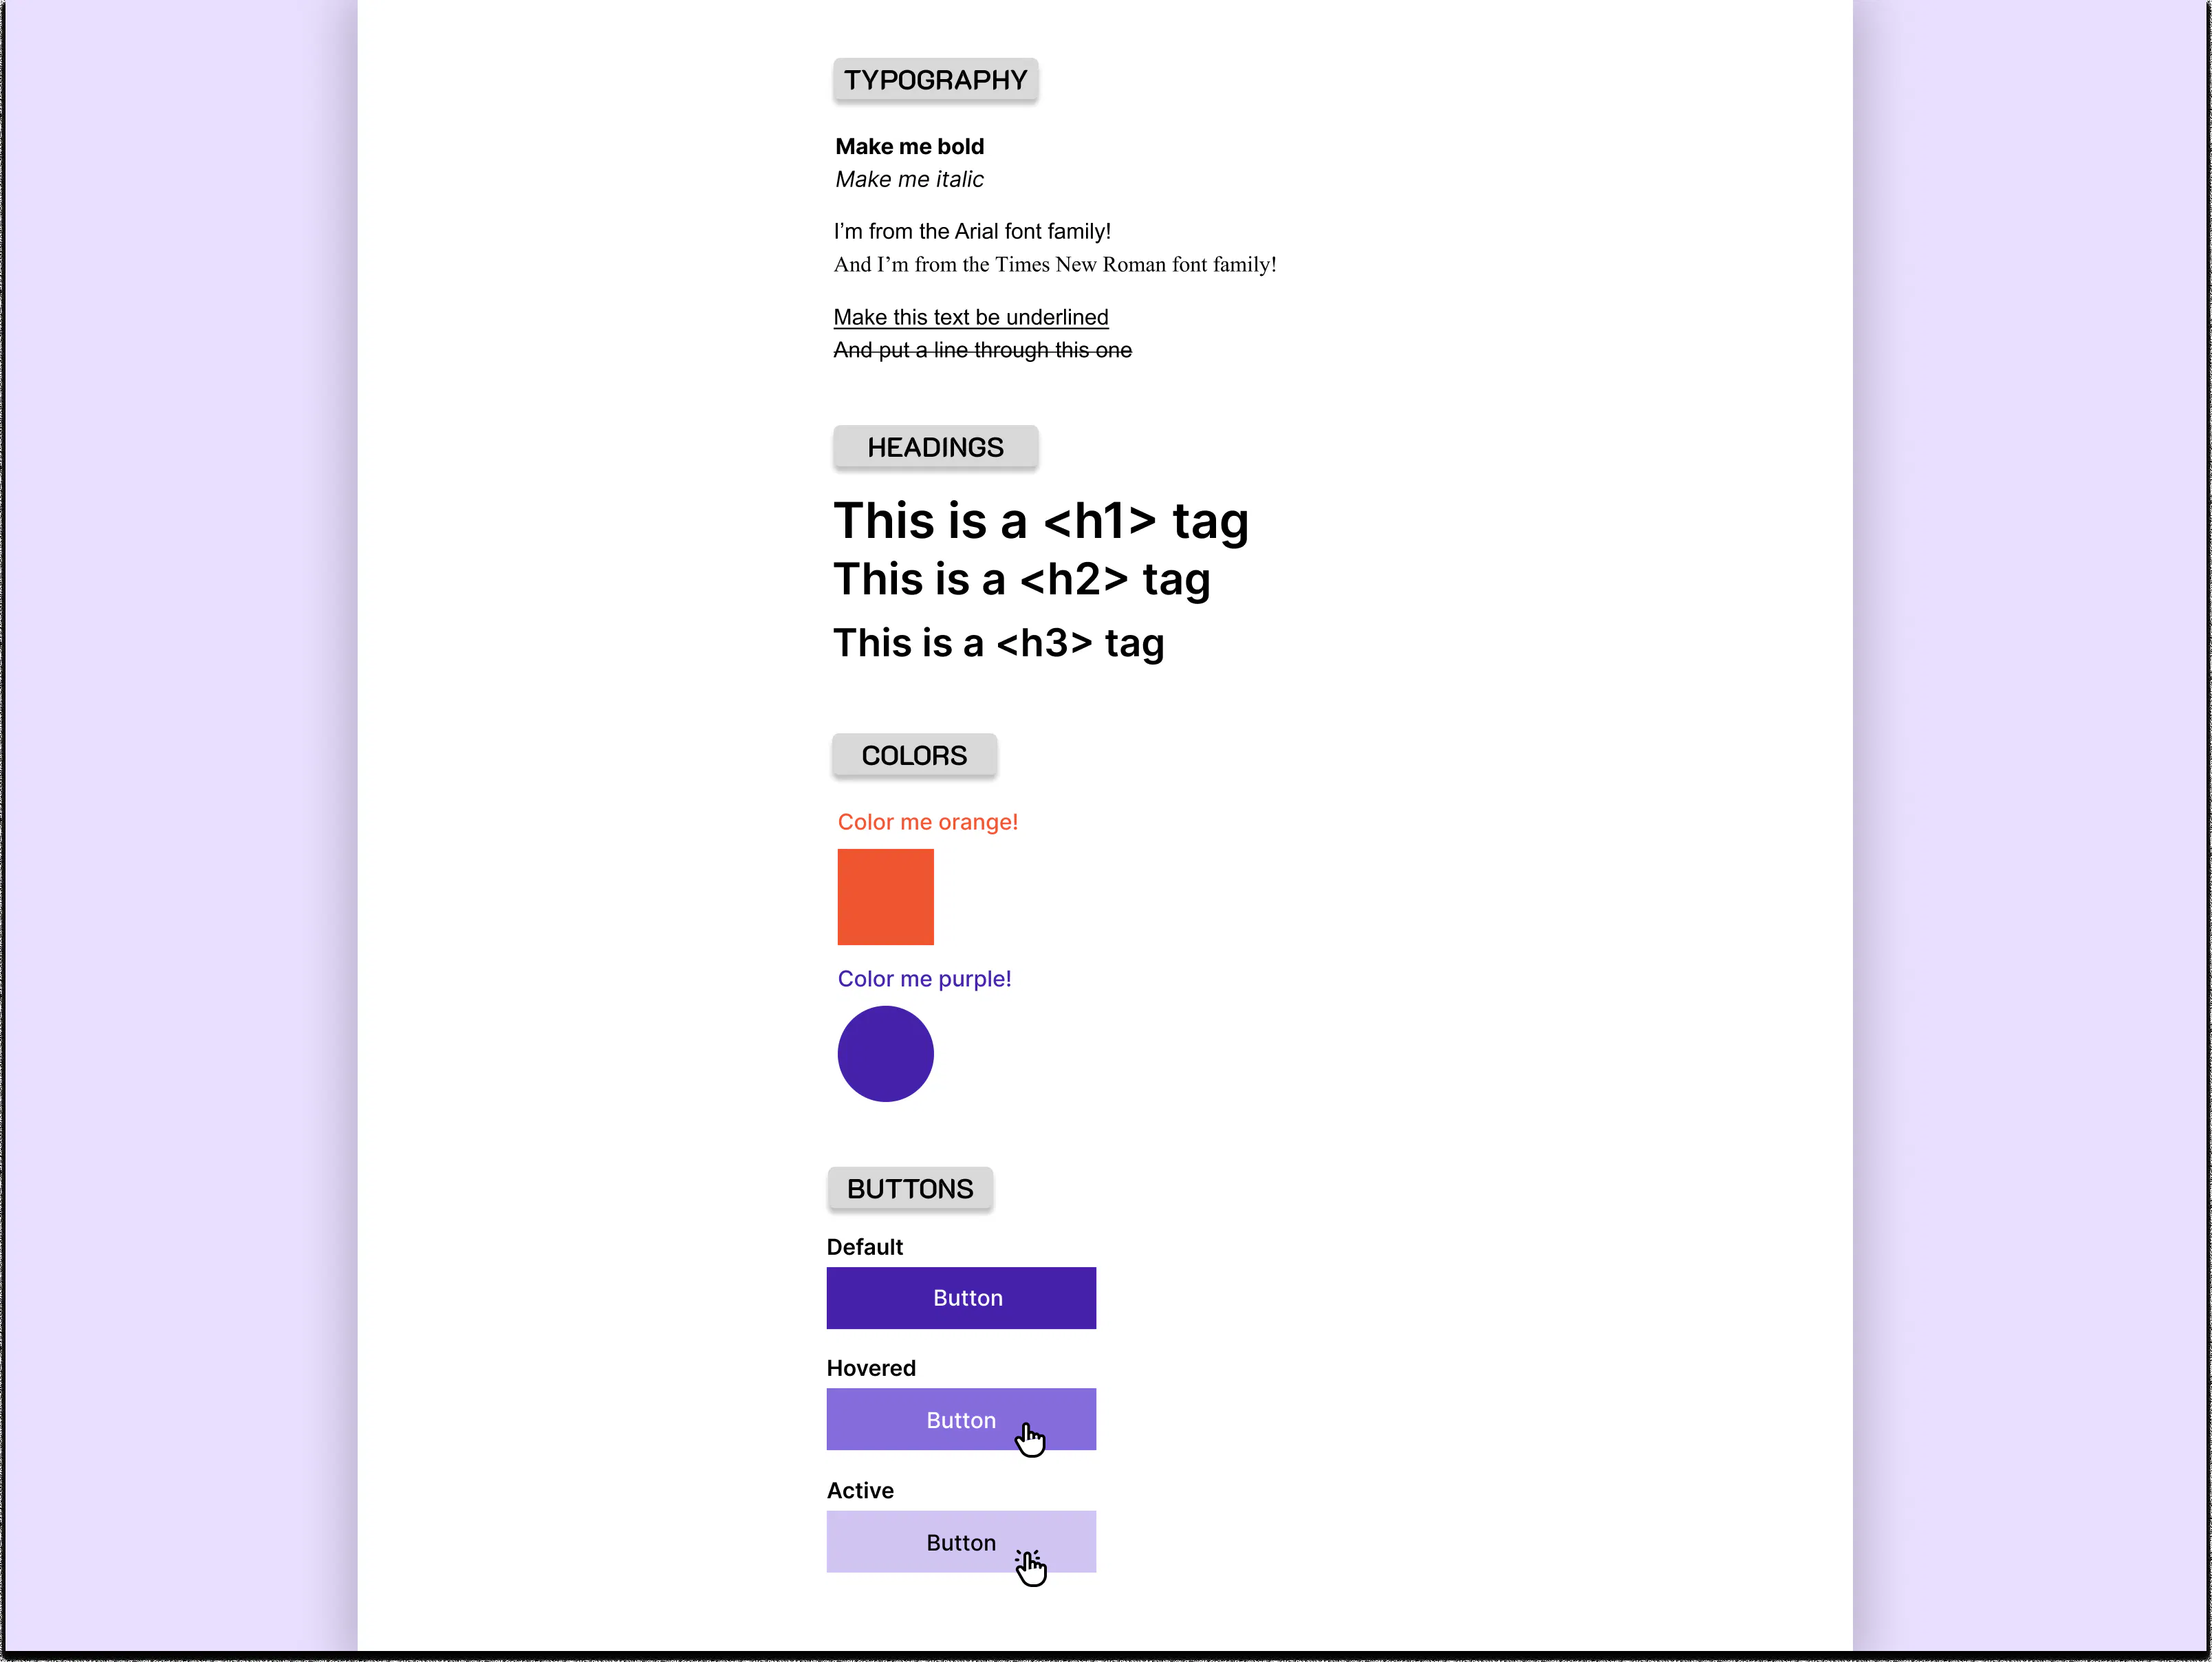 TYPOGRAPHY
Make me bold
Make me italic
I’m from the Arial font family!
And I’m from the Times New Roman font family!
Make this text be underlined
And put a line through this one
HEADINGS
This is a <h1> tag
This is a <h2> tag
This is a <h3> tag
COLORS
Color me orange!
Color me purple!
BUTTONS
Default
Button
Hovered
Button
Active
Button